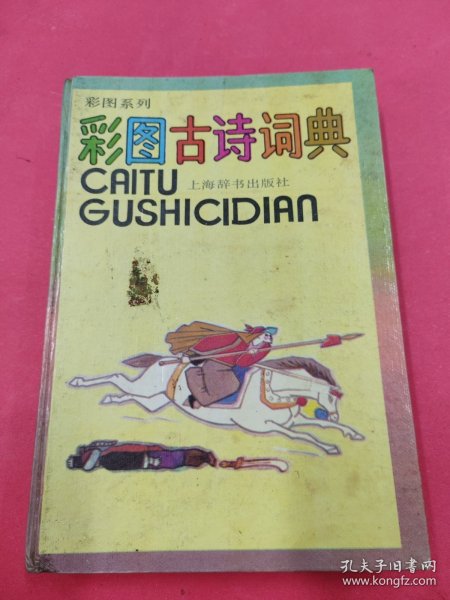 彩图系列
彩图古诗词典
CAITU
上海辞书出版社
GUSHICIDIAN
孔夫子旧书网
www.kongfz.com